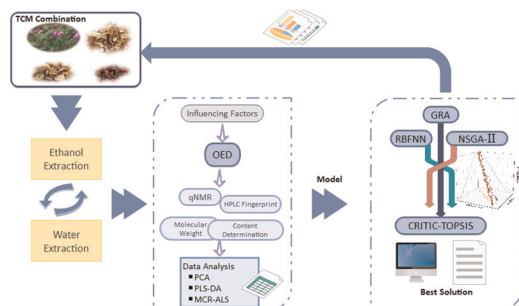 TCM Combination
Ethanol
Extraction
Water
Extraction
Influencing Factors
OED
qNMR
HPLC Fingerprint
Molecular
Weight
Content
Determination
Data Analysis
▪ PCA
▪ PLS-DA
▪ MCR-ALS
Model
GRA
RBFNN
NSGA-II
CRITIC-TOPSIS
Best Solution